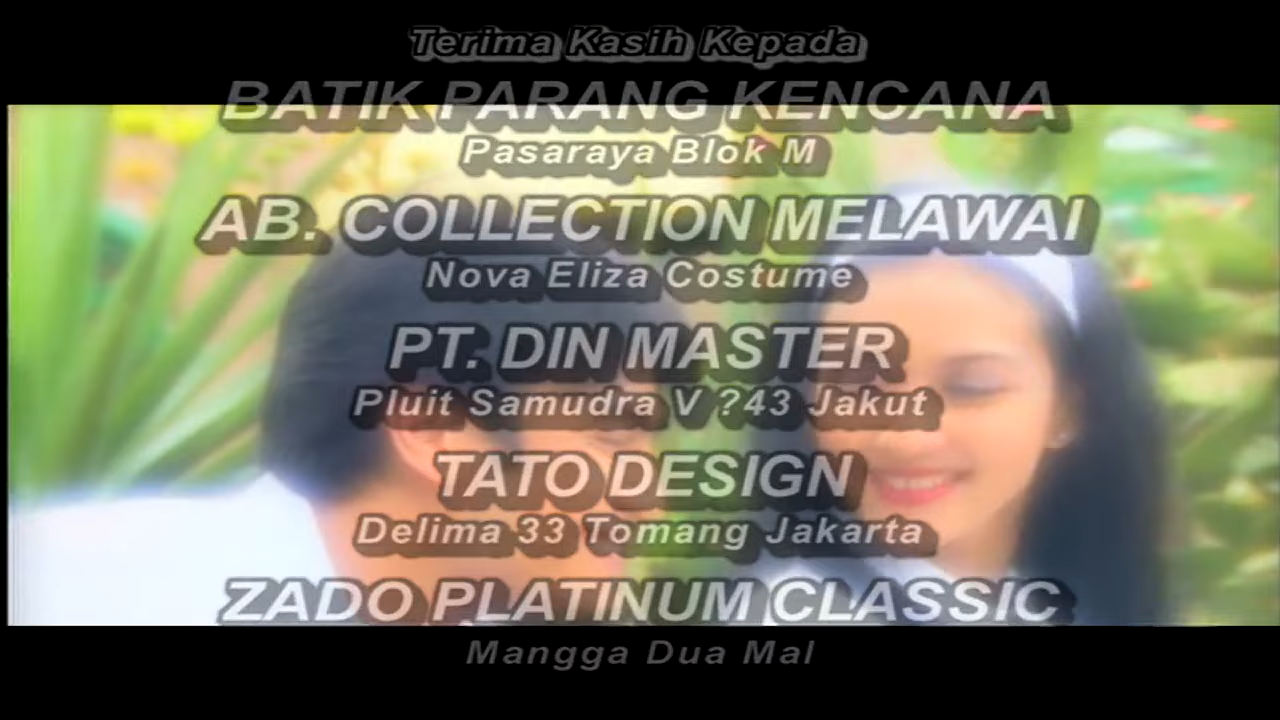 Terima Kasih Kepada
BATIK PARANG KENCANA
Pasaraya Blok M
AB. COLLECTION MELAWAI
Nova Eliza Costume
PT. DIN MASTER
Pluit Samudra V ?43 Jakut
TATO DESIGN
Delima 33 Tomang Jakarta
ZADO PLATINUM CLASSIC
Mangga Dua Mal